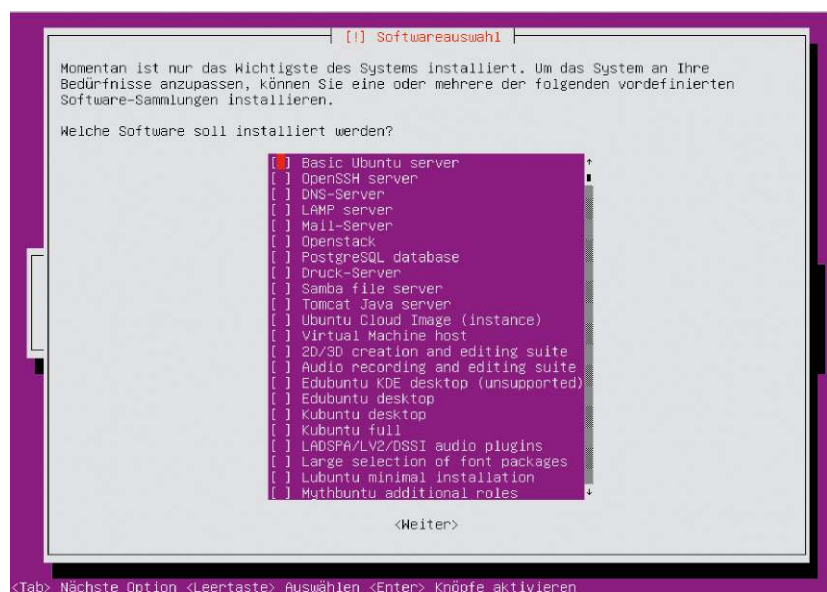 [!] Softwareauswahl
Momentan ist nur das Wichtigste des Systems installiert. Um das System an Ihre
Bedürfnisse anzupassen, können Sie eine oder mehrere der folgenden vordefinierten
Software-Sammlungen installieren.
Welche Software soll installiert werden?
[ ] Basic Ubuntu server
[ ] OpenSSH server
[ ] DNS-Server
[ ] LAMP server
[ ] Mail-Server
[ ] Openstack
[ ] PostgreSQL database
[ ] Druck-Server
[ ] Samba file server
[ ] Tomcat Java server
[ ] Ubuntu Cloud Image (instance)
[ ] Virtual Machine host
[ ] 2D/3D creation and editing suite
[ ] Audio recording and editing suite
[ ] Edubuntu KDE desktop (unsupported)
[ ] Edubuntu desktop
[ ] Kubuntu desktop
[ ] Kubuntu full
[ ] LADSPA/LV2/DSSI audio plugins
[ ] Large selection of font packages
[ ] Lubuntu minimal installation
[ ] Mythbuntu additional roles
<Weiter>
<Tab> Nächste Option <Leertaste> Auswählen <Enter> Knöpfe aktivieren